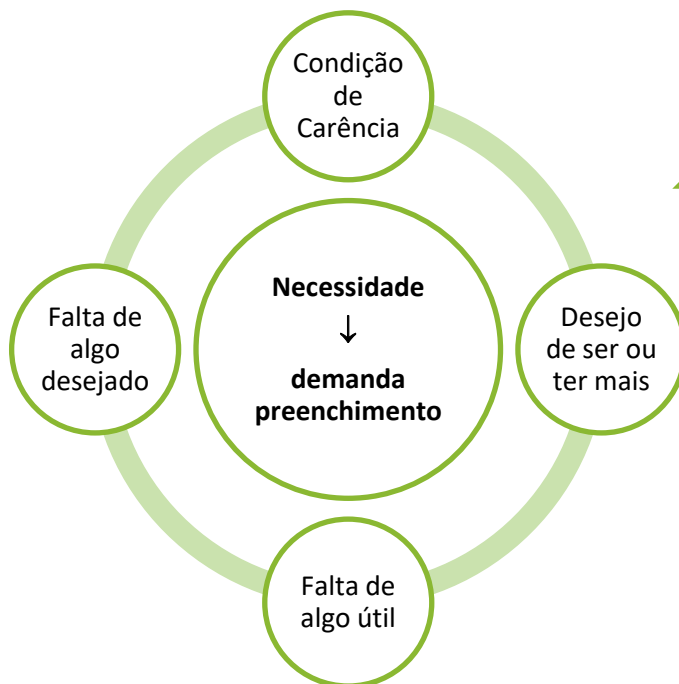 Condição
de
Carência
Necessidade
↓
demanda
preenchimento
Falta de
algo
desejado
Desejo
de ser ou
ter mais
Falta de
algo útil